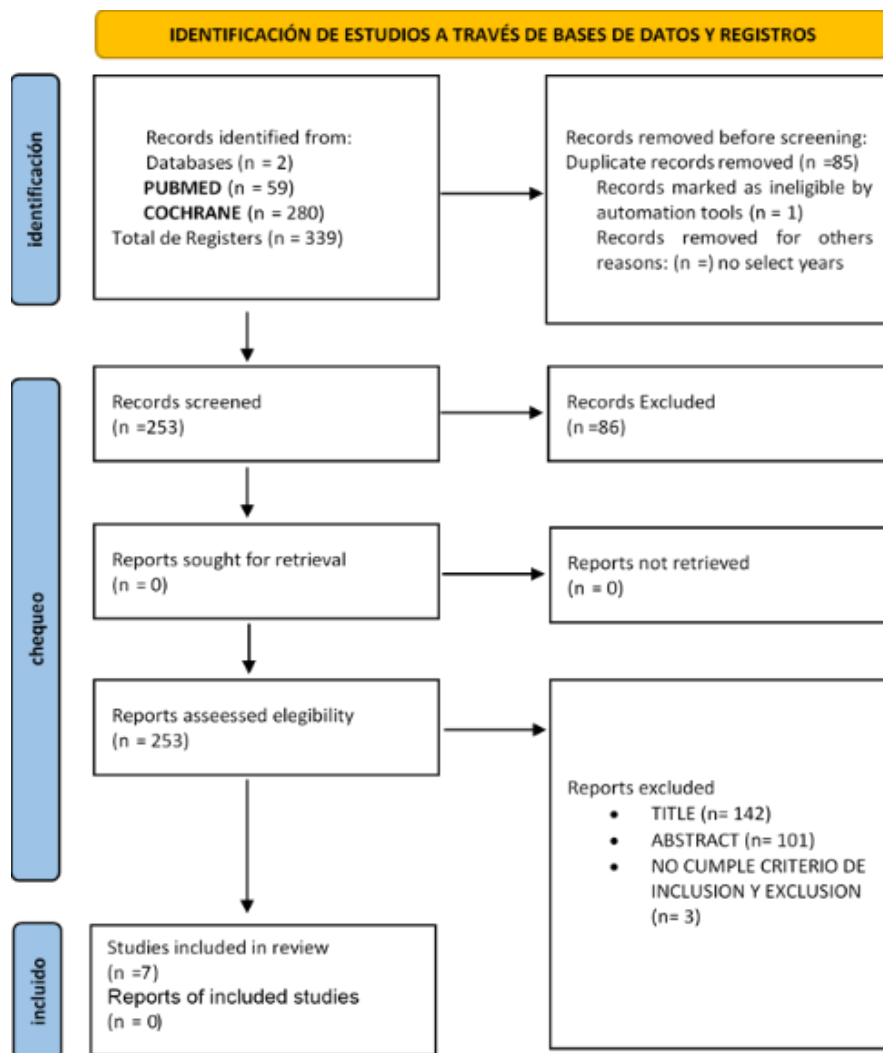 IDENTIFICACIÓN DE ESTUDIOS A TRAVÉS DE BASES DE DATOS Y REGISTROS
identificación
Records identified from:
Databases (n = 2)
PUBMED (n = 59)
COCHRANE (n = 280)
Total de Registers (n = 339)
Records removed before screening:
Duplicate records removed (n =85)
Records marked as ineligible by
automation tools (n = 1)
Records removed for others
reasons: (n =) no select years
chequeo
Records screened
(n =253)
Records Excluded
(n =86)
Reports sought for retrieval
(n = 0)
Reports not retrieved
(n = 0)
Reports asseessed elegibility
(n = 253)
Reports excluded
• TITLE (n= 142)
• ABSTRACT (n= 101)
• NO CUMPLE CRITERIO DE
INCLUSION Y EXCLUSION
(n= 3)
incluido
Studies included in review
(n =7)
Reports of included studies
(n = 0)